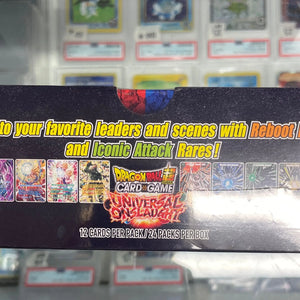 to your favorite leaders and scenes with Reboot
and Iconic Attack Rares!
DRAGON BALL
SUPER
CARD GAME
UNIVERSAL
ONSLAUGHT
12 CARDS PER PACK / 24 PACKS PER BOX